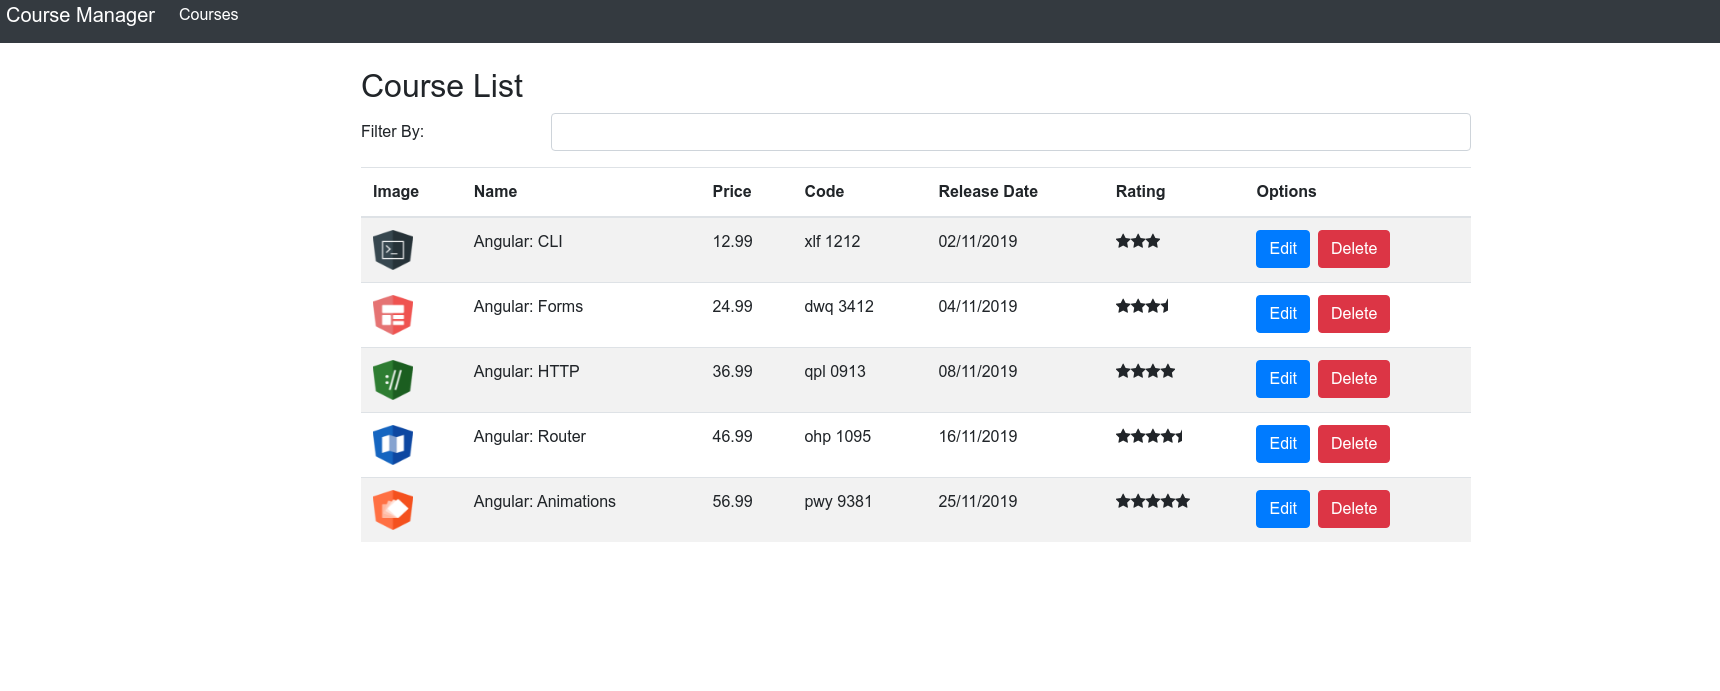 Course Manager Courses
Course List
Filter By:
Image Name Price Code Release Date Rating Options
Angular: CLI 12.99 xlf 1212 02/11/2019 Edit Delete
Angular: Forms 24.99 dwq 3412 04/11/2019 Edit Delete
Angular: HTTP 36.99 qpl 0913 08/11/2019 Edit Delete
Angular: Router 46.99 ohp 1095 16/11/2019 Edit Delete
Angular: Animations 56.99 pwy 9381 25/11/2019 Edit Delete